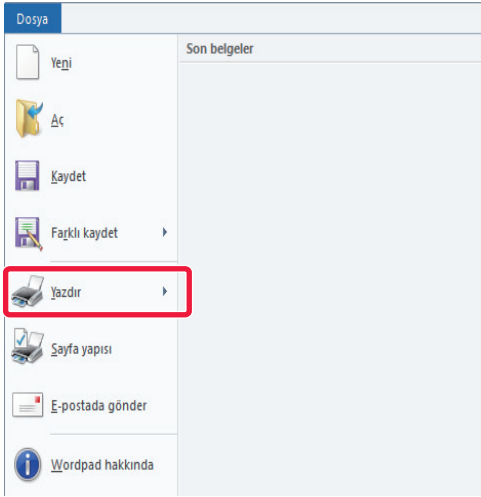 Dosya
Son belgeler
Yeni
Aç
Kaydet
Farklı kaydet
Yazdır
Sayfa yapısı
E-postada gönder
Wordpad hakkında